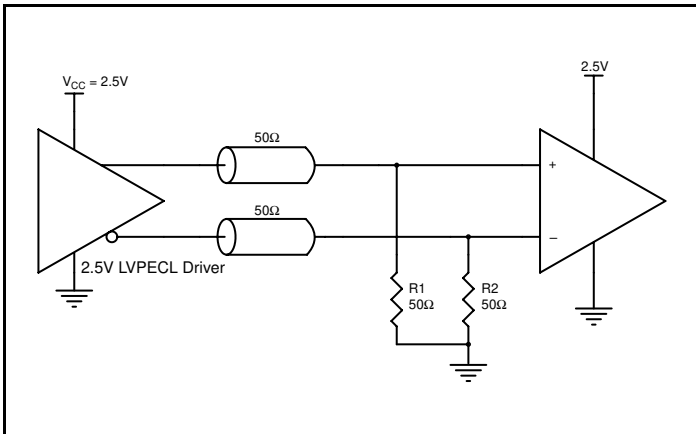 V_CC = 2.5V
2.5V
50Ω
+
50Ω
−
2.5V LVPECL Driver
R1
50Ω
R2
50Ω